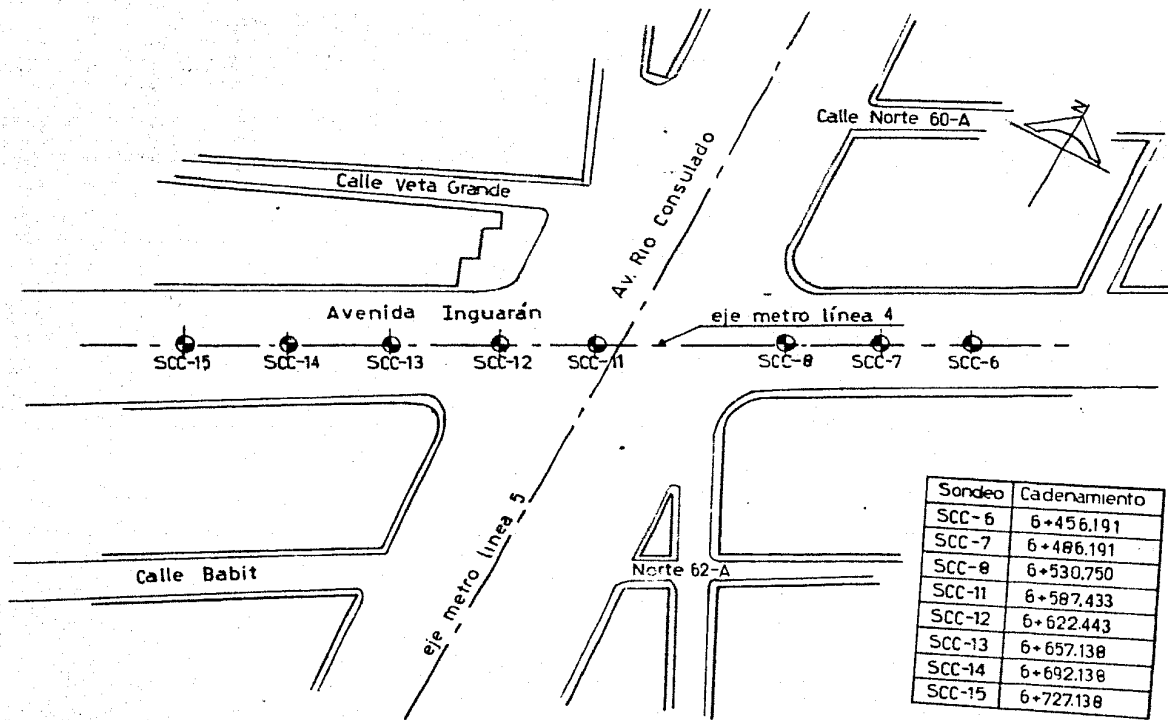 Calle Norte 60-A
N
Calle Veta Grande
Av. Rio Consulado
Avenida Inguarán
eje metro línea 4
SCC-15
SCC-14
SCC-13
SCC-12
SCC-11
SCC-8
SCC-7
SCC-6
eje metro linea 5
Calle Babit
Norte 62-A
Sondeo Cadenamiento
SCC-6 6+456.191
SCC-7 6+486.191
SCC-8 6+530.750
SCC-11 6+587.433
SCC-12 6+622.443
SCC-13 6+657.138
SCC-14 6+692.138
SCC-15 6+727.138